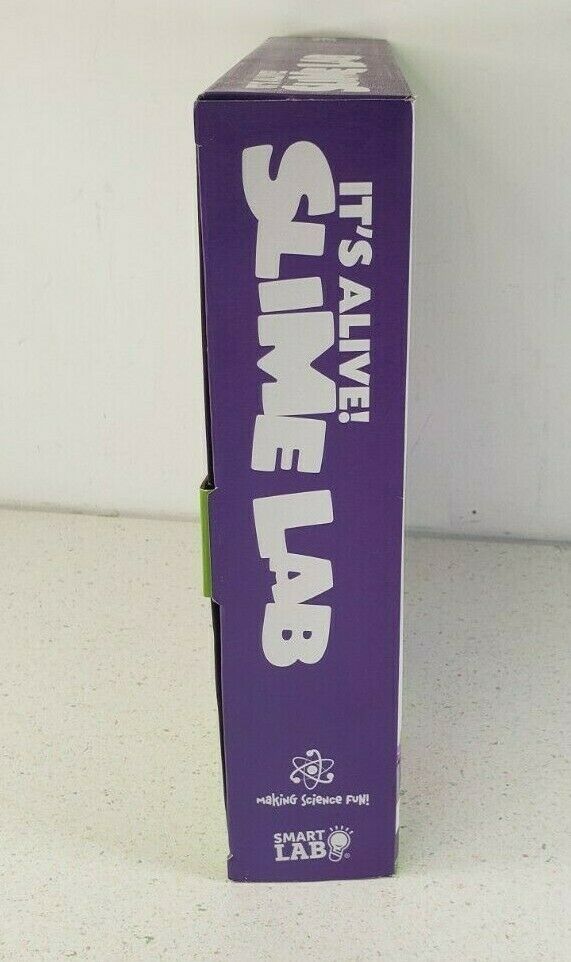 IT'S ALIVE!
SLIME LAB
Making Science FUN!
SMART
LAB®